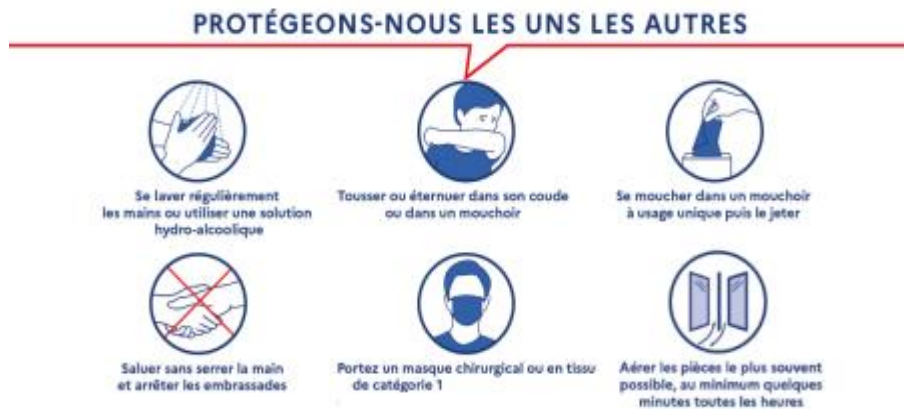 PROTÉGEONS-NOUS LES UNS LES AUTRES
Se laver régulièrement
les mains ou utiliser une solution
hydro-alcoolique
Tousser ou éternuer dans son coude
ou dans un mouchoir
Se moucher dans un mouchoir
à usage unique puis le jeter
Saluer sans serrer la main
et arrêter les embrassades
Portez un masque chirurgical ou en tissu
de catégorie 1
Aérer les pièces le plus souvent
possible, au minimum quelques
minutes toutes les heures